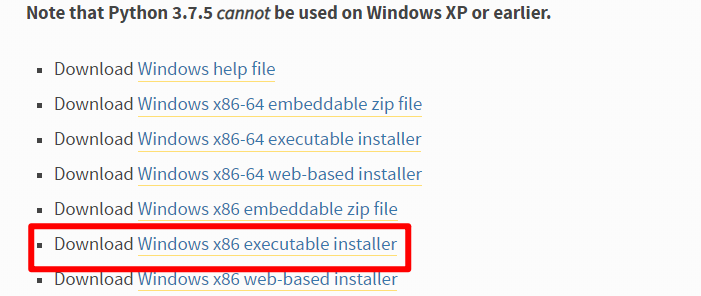 Note that Python 3.7.5 cannot be used on Windows XP or earlier.
Download Windows help file
Download Windows x86-64 embeddable zip file
Download Windows x86-64 executable installer
Download Windows x86-64 web-based installer
Download Windows x86 embeddable zip file
Download Windows x86 executable installer
Download Windows x86 web-based installer